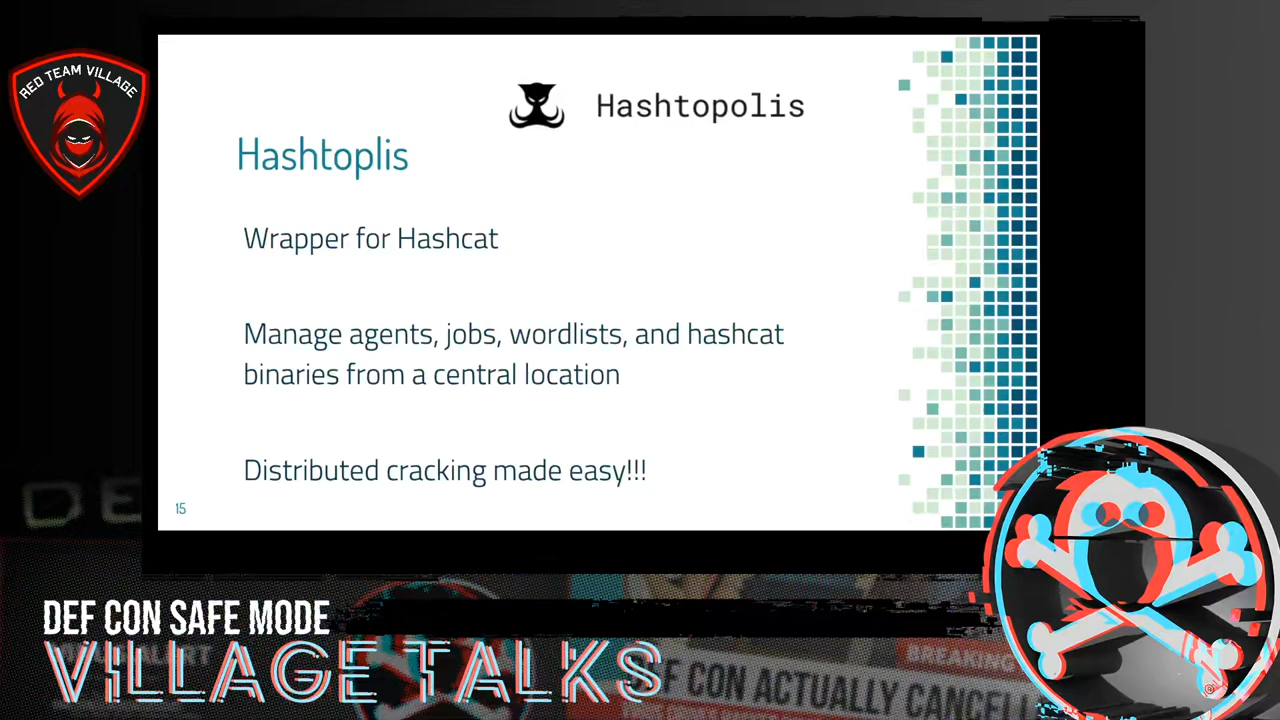 RED TEAM VILLAGE
Hashtopolis
Hashtoplis
Wrapper for Hashcat
Manage agents, jobs, wordlists, and hashcat
binaries from a central location
Distributed cracking made easy!!!
15
DEF CON SAFE MODE
VILLAGE TALKS
BREAKING
DEF CON ACTUALLY